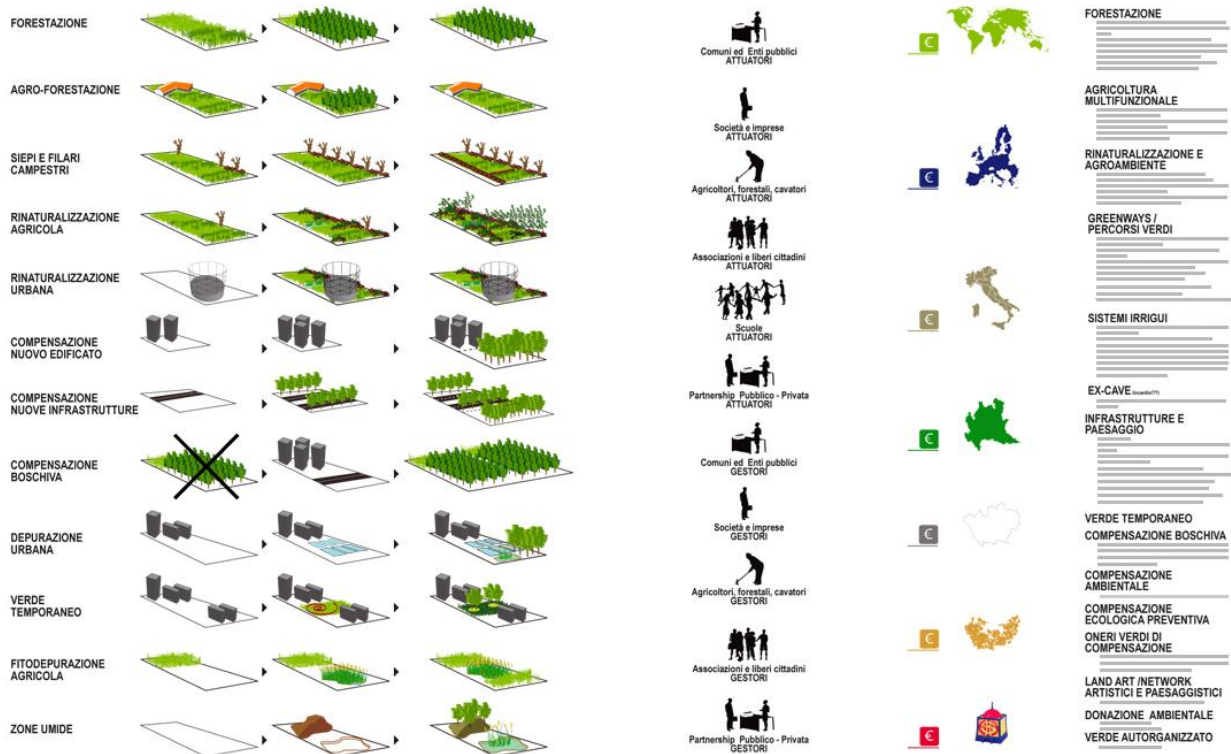 FORESTAZIONE
AGRO-FORESTAZIONE
SIEPI E FILARI
CAMPESTRI
RINATURALIZZAZIONE
AGRICOLA
RINATURALIZZAZIONE
URBANA
COMPENSAZIONE
NUOVO EDIFICATO
COMPENSAZIONE
NUOVE INFRASTRUTTURE
COMPENSAZIONE
BOSCHIVA
DEPURAZIONE
URBANA
VERDE
TEMPORANEO
FITODEPURAZIONE
AGRICOLA
ZONE UMIDE
Comuni ed Enti pubblici
ATTUATORI
Società e imprese
ATTUATORI
Agricoltori, forestali, cavatori
ATTUATORI
Associazioni e liberi cittadini
ATTUATORI
Scuole
ATTUATORI
Partnership Pubblico - Privata
ATTUATORI
Comuni ed Enti pubblici
GESTORI
Società e imprese
GESTORI
Agricoltori, forestali, cavatori
GESTORI
Associazioni e liberi cittadini
GESTORI
Partnership Pubblico - Privata
GESTORI
€
€
€
€
€
€
€
$
FORESTAZIONE
AGRICOLTURA
MULTIFUNZIONALE
RINATURALIZZAZIONE E
AGROAMBIENTE
GREENWAYS /
PERCORSI VERDI
SISTEMI IRRIGUI
EX-CAVE
INFRASTRUTTURE E
PAESAGGIO
VERDE TEMPORANEO
COMPENSAZIONE BOSCHIVA
COMPENSAZIONE
AMBIENTALE
COMPENSAZIONE
ECOLOGICA PREVENTIVA
ONERI VERDI DI
COMPENSAZIONE
LAND ART /NETWORK
ARTISTICI E PAESAGGISTICI
DONAZIONE AMBIENTALE
VERDE AUTORGANIZZATO